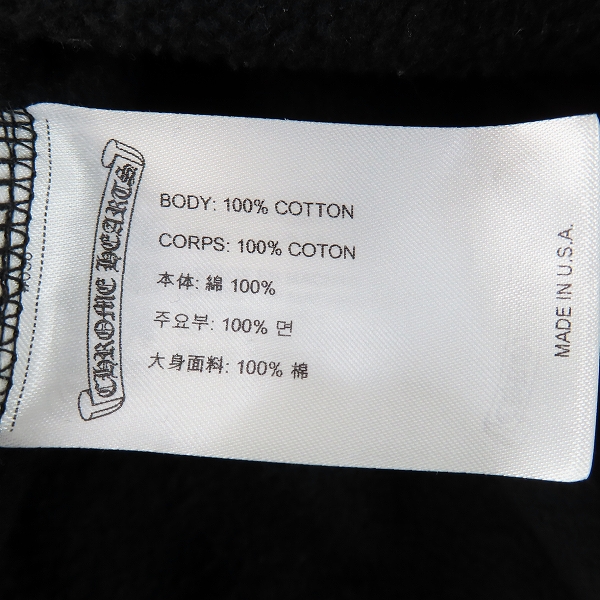 CHROME HEARTS
BODY: 100% COTTON
CORPS: 100% COTON
本体: 綿 100%
주요부: 100% 면
大身面料: 100% 棉
MADE IN U.S.A.